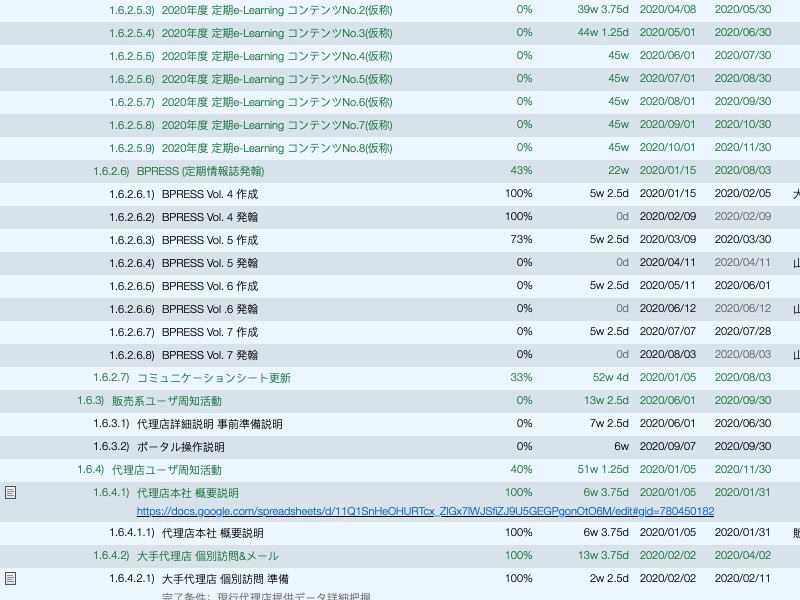 1.6.2.5.3) 2020年度 定期e-Learning コンテンツNo.2(仮称) 0% 39w 3.75d 2020/04/08 2020/05/30
1.6.2.5.4) 2020年度 定期e-Learning コンテンツNo.3(仮称) 0% 44w 1.25d 2020/05/01 2020/06/30
1.6.2.5.5) 2020年度 定期e-Learning コンテンツNo.4(仮称) 0% 45w 2020/06/01 2020/07/30
1.6.2.5.6) 2020年度 定期e-Learning コンテンツNo.5(仮称) 0% 45w 2020/07/01 2020/08/30
1.6.2.5.7) 2020年度 定期e-Learning コンテンツNo.6(仮称) 0% 45w 2020/08/01 2020/09/30
1.6.2.5.8) 2020年度 定期e-Learning コンテンツNo.7(仮称) 0% 45w 2020/09/01 2020/10/30
1.6.2.5.9) 2020年度 定期e-Learning コンテンツNo.8(仮称) 0% 45w 2020/10/01 2020/11/30
1.6.2.6) BPRESS (定期情報誌発翰) 43% 22w 2020/01/15 2020/08/03
1.6.2.6.1) BPRESS Vol. 4 作成 100% 5w 2.5d 2020/01/15 2020/02/05
1.6.2.6.2) BPRESS Vol. 4 発翰 100% 0d 2020/02/09 2020/02/09
1.6.2.6.3) BPRESS Vol. 5 作成 73% 5w 2.5d 2020/03/09 2020/03/30
1.6.2.6.4) BPRESS Vol. 5 発翰 0% 0d 2020/04/11 2020/04/11 山
1.6.2.6.5) BPRESS Vol. 6 作成 0% 5w 2.5d 2020/05/11 2020/06/01
1.6.2.6.6) BPRESS Vol .6 発翰 0% 0d 2020/06/12 2020/06/12 山
1.6.2.6.7) BPRESS Vol. 7 作成 0% 5w 2.5d 2020/07/07 2020/07/28
1.6.2.6.8) BPRESS Vol. 7 発翰 0% 0d 2020/08/03 2020/08/03 山
1.6.2.7) コミュニケーションシート更新 33% 52w 4d 2020/01/05 2020/08/03
1.6.3) 販売系ユーザ周知活動 0% 13w 2.5d 2020/06/01 2020/09/30
1.6.3.1) 代理店詳細説明 事前準備説明 0% 7w 2.5d 2020/06/01 2020/06/30
1.6.3.2) ポータル操作説明 0% 6w 2020/09/07 2020/09/30
1.6.4) 代理店ユーザ周知活動 40% 51w 1.25d 2020/01/05 2020/11/30
1.6.4.1) 代理店本社 概要説明 100% 6w 3.75d 2020/01/05 2020/01/31
https://docs.google.com/spreadsheets/d/11Q1SnHeOHURTcx_ZlGx7lWJSfiZJ9U5GEGPgonOtO6M/edit#gid=780450182
1.6.4.1.1) 代理店本社 概要説明 100% 6w 3.75d 2020/01/05 2020/01/31
1.6.4.2) 大手代理店 個別訪問&メール 100% 13w 3.75d 2020/02/02 2020/04/02
1.6.4.2.1) 大手代理店 個別訪問 準備 100% 2w 2.5d 2020/02/02 2020/02/11
完了条件：現行代理店提供データ詳細把握